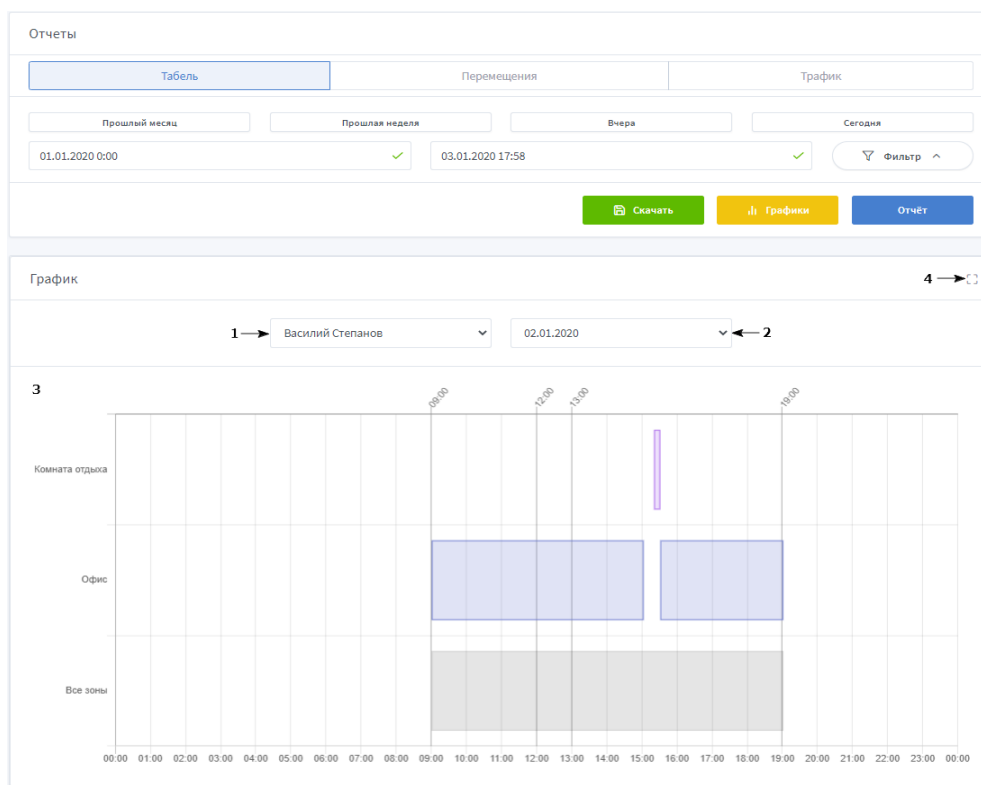 Отчеты
Табель Перемещения Трафик
Прошлый месяц Прошлая неделя Вчера Сегодня
01.01.2020 0:00 03.01.2020 17:58 Фильтр
Скачать Графики Отчёт
График 4
1 Василий Степанов 02.01.2020 2
3
09:00 12:00 13:00 19:00
Комната отдыха
Офис
Все зоны
00:00 01:00 02:00 03:00 04:00 05:00 06:00 07:00 08:00 09:00 10:00 11:00 12:00 13:00 14:00 15:00 16:00 17:00 18:00 19:00 20:00 21:00 22:00 23:00 00:00